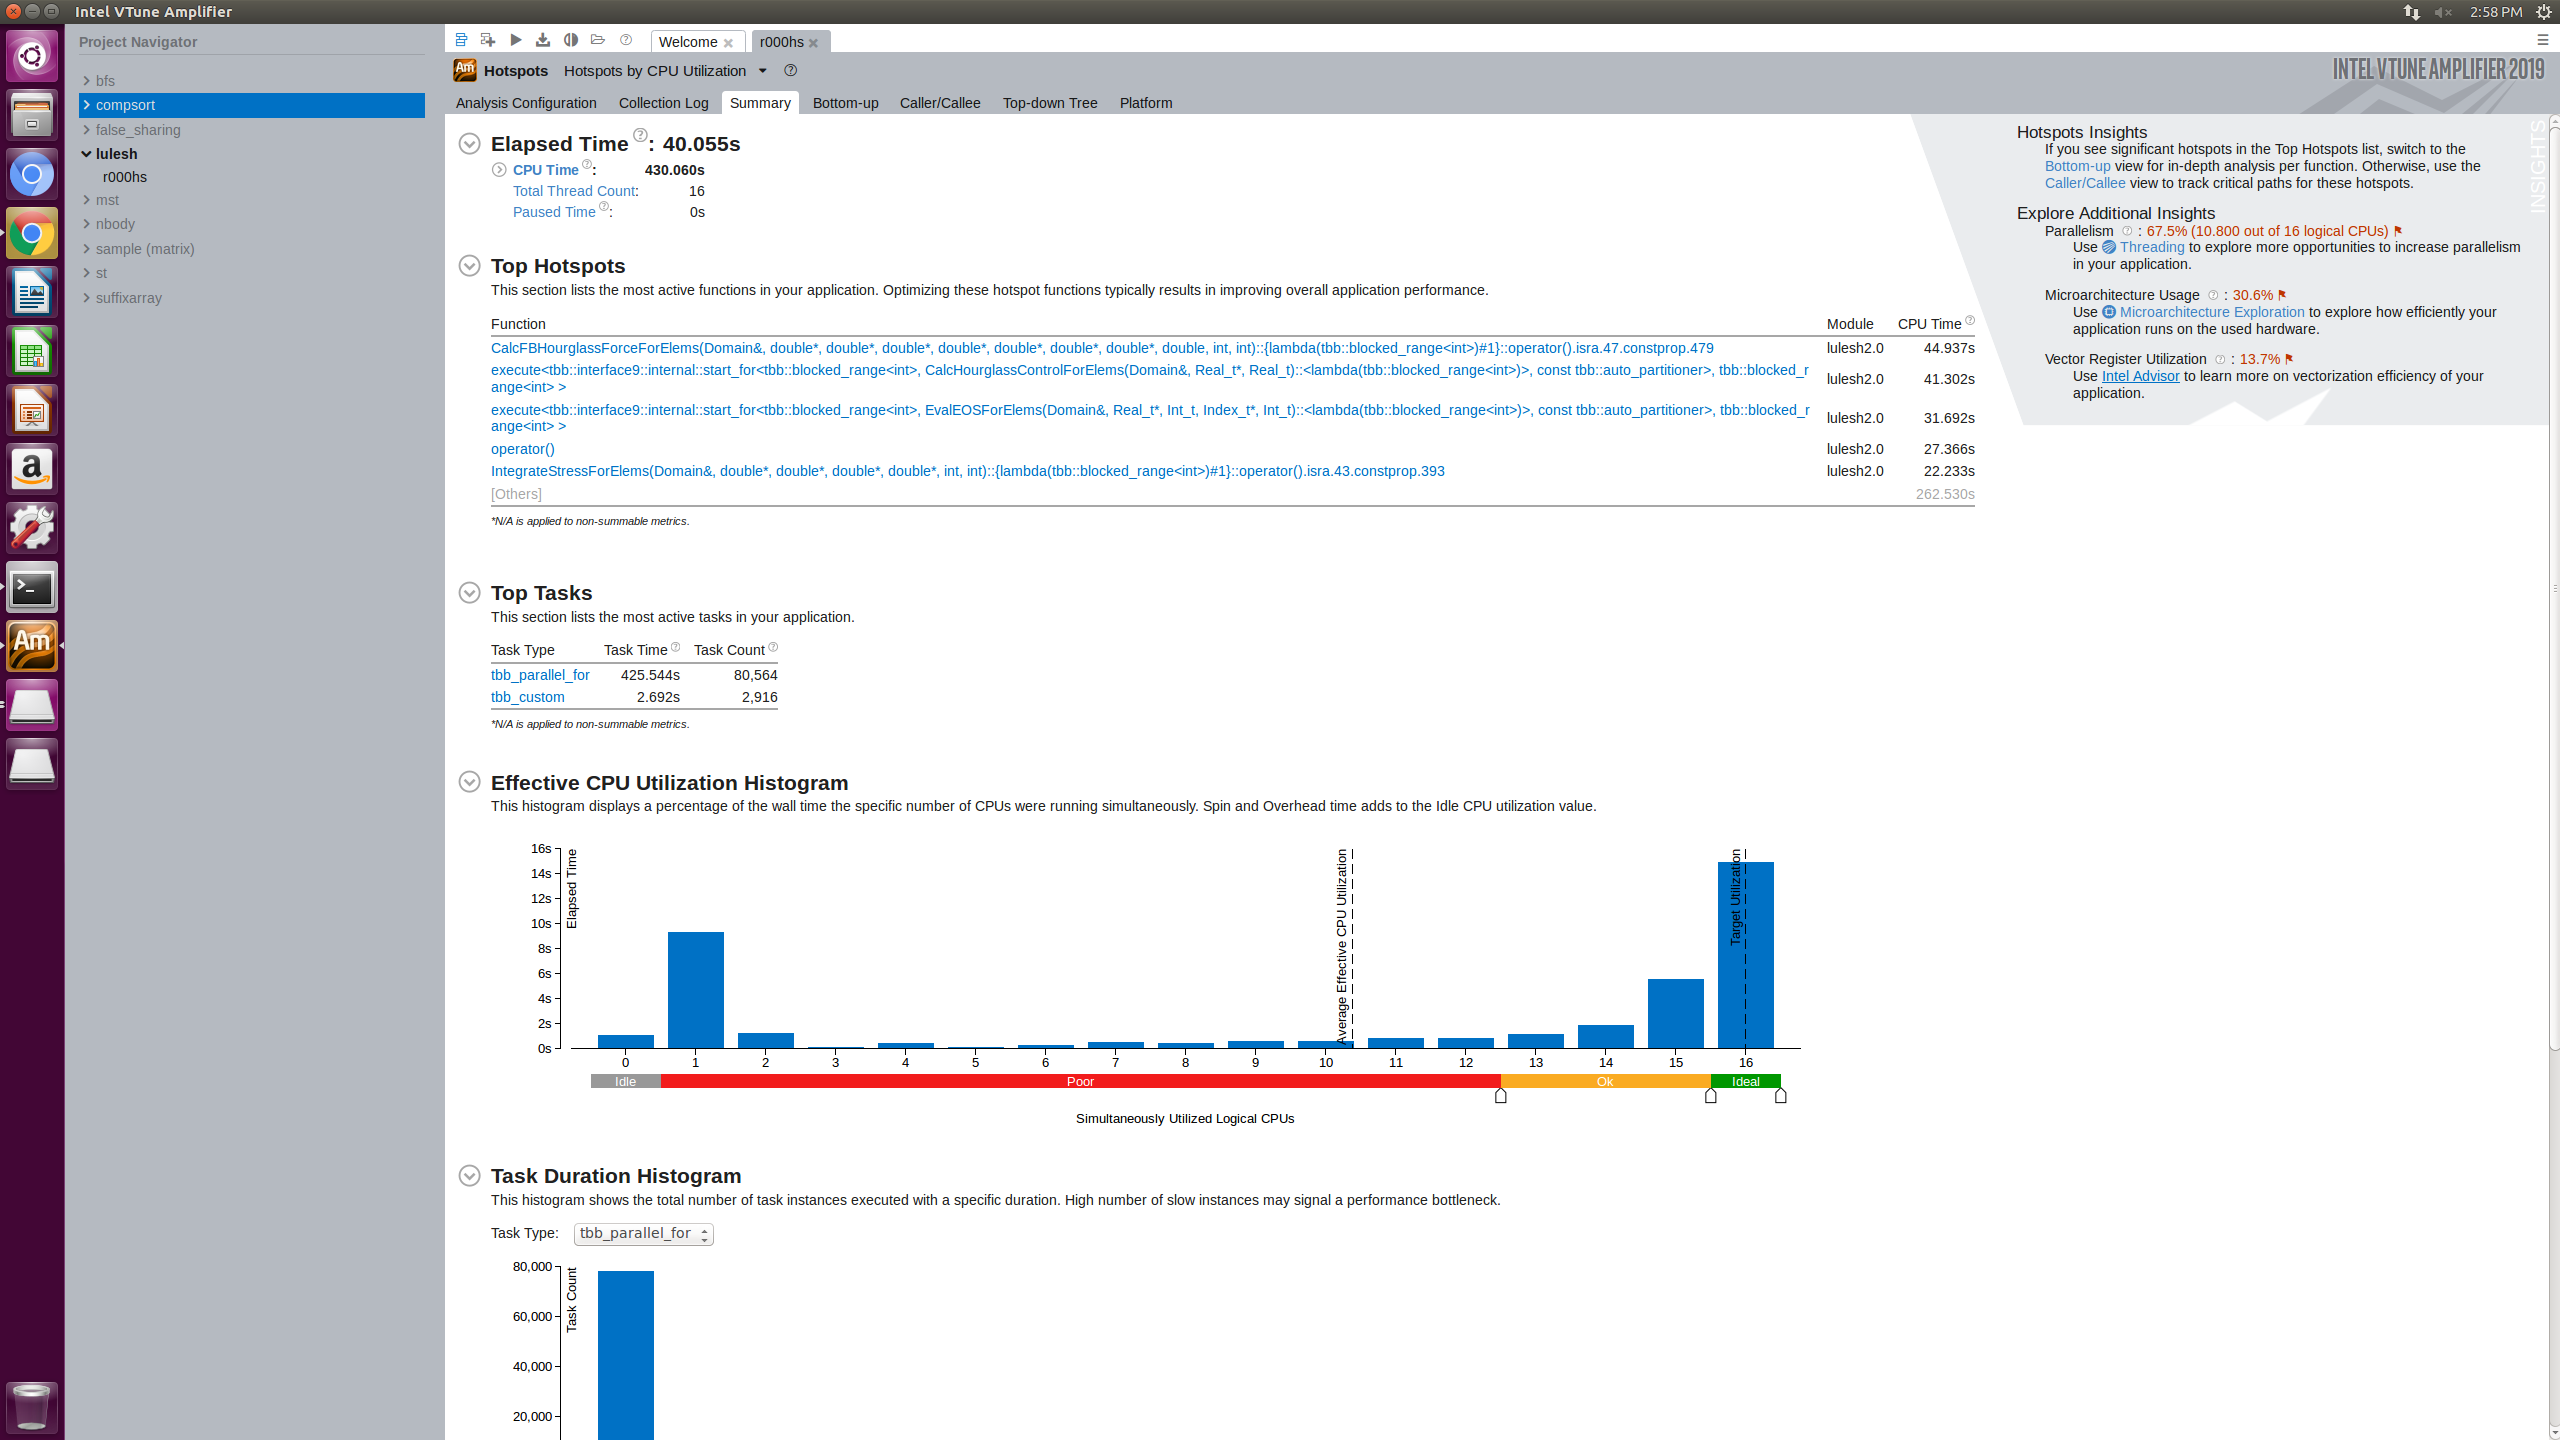 Intel VTune Amplifier
2:58 PM
Project Navigator
bfs
compsort
false_sharing
lulesh
r000hs
mst
nbody
sample (matrix)
st
suffixarray
Welcome
r000hs
Am
Hotspots
Hotspots by CPU Utilization
INTEL VTUNE AMPLIFIER 2019
Analysis Configuration
Collection Log
Summary
Bottom-up
Caller/Callee
Top-down Tree
Platform
Elapsed Time ? : 40.055s
CPU Time ?: 430.060s
Total Thread Count: 16
Paused Time ?: 0s
Top Hotspots
This section lists the most active functions in your application. Optimizing these hotspot functions typically results in improving overall application performance.
Function Module CPU Time ?
CalcFBHourglassForceForElems(Domain&, double*, double*, double*, double*, double*, double*, double*, double*, double, int, int)::{lambda(tbb::blocked_range<int>)#1}::operator().isra.47.constprop.479 lulesh2.0 44.937s
execute<tbb::interface9::internal::start_for<tbb::blocked_range<int>, CalcHourglassControlForElems(Domain&, Real_t*, Real_t)::<lambda(tbb::blocked_range<int>)>, const tbb::auto_partitioner>, tbb::blocked_r
ange<int> > lulesh2.0 41.302s
execute<tbb::interface9::internal::start_for<tbb::blocked_range<int>, EvalEOSForElems(Domain&, Real_t*, Int_t, Index_t*, Int_t)::<lambda(tbb::blocked_range<int>)>, const tbb::auto_partitioner>, tbb::blocked_r
ange<int> > lulesh2.0 31.692s
operator() lulesh2.0 27.366s
IntegrateStressForElems(Domain&, double*, double*, double*, double*, int, int)::{lambda(tbb::blocked_range<int>)#1}::operator().isra.43.constprop.393 lulesh2.0 22.233s
[Others] 262.530s
*N/A is applied to non-summable metrics.
INSIGHTS
Hotspots Insights
If you see significant hotspots in the Top Hotspots list, switch to the
Bottom-up view for in-depth analysis per function. Otherwise, use the
Caller/Callee view to track critical paths for these hotspots.
Explore Additional Insights
Parallelism ? : 67.5% (10.800 out of 16 logical CPUs)
Use Threading to explore more opportunities to increase parallelism
in your application.
Microarchitecture Usage ? : 30.6%
Use Microarchitecture Exploration to explore how efficiently your
application runs on the used hardware.
Vector Register Utilization ? : 13.7%
Use Intel Advisor to learn more on vectorization efficiency of your
application.
Top Tasks
This section lists the most active tasks in your application.
Task Type Task Time ? Task Count ?
tbb_parallel_for 425.544s 80,564
tbb_custom 2.692s 2,916
*N/A is applied to non-summable metrics.
Effective CPU Utilization Histogram
This histogram displays a percentage of the wall time the specific number of CPUs were running simultaneously. Spin and Overhead time adds to the Idle CPU utilization value.
16s
14s
12s
10s
8s
6s
4s
2s
0s
Elapsed Time
Average Effective CPU Utilization
Target Utilization
0 1 2 3 4 5 6 7 8 9 10 11 12 13 14 15 16
Idle Poor Ok Ideal
Simultaneously Utilized Logical CPUs
Task Duration Histogram
This histogram shows the total number of task instances executed with a specific duration. High number of slow instances may signal a performance bottleneck.
Task Type: tbb_parallel_for
80,000
60,000
40,000
20,000
Task Count
a
Am